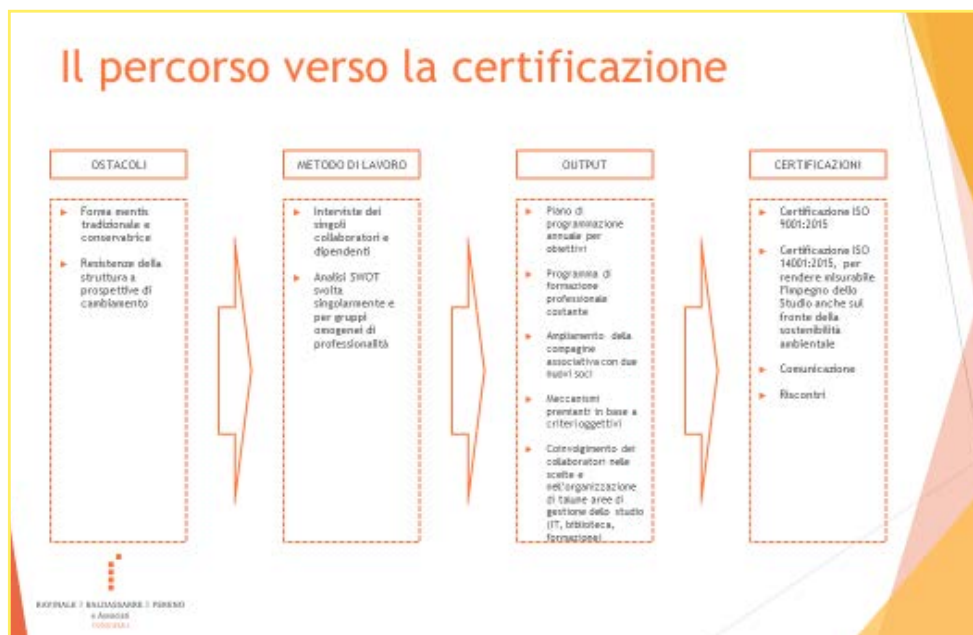 Il percorso verso la certificazione
OSTACOLI
Forma mentis
tradizionale e
conservatrice
Resistenze della
struttura a
prospettive di
cambiamento
METODO DI LAVORO
Interviste dei
singoli
collaboratori e
dipendenti
Analisi SWOT
svolta
singolarmente e
per gruppi
omogenei di
professionalità
OUTPUT
Piano di
programmazione
annuale per
obiettivi
Programma di
formazione
professionale
costante
Ampliamento della
compagine
associativa con due
nuovi soci
Meccanismi
premianti in base a
criteri oggettivi
Coinvolgimento dei
collaboratori nelle
scelte e
nell'organizzazione
di talune aree di
gestione dello studio
(IT, biblioteca,
formazione)
CERTIFICAZIONI
Certificazione ISO
9001:2015
Certificazione ISO
14001:2015, per
rendere misurabile
l'impegno dello
Studio anche sul
fronte della
sostenibilità
ambientale
Comunicazione
Riscontri
BALDASSARRE
e Associati